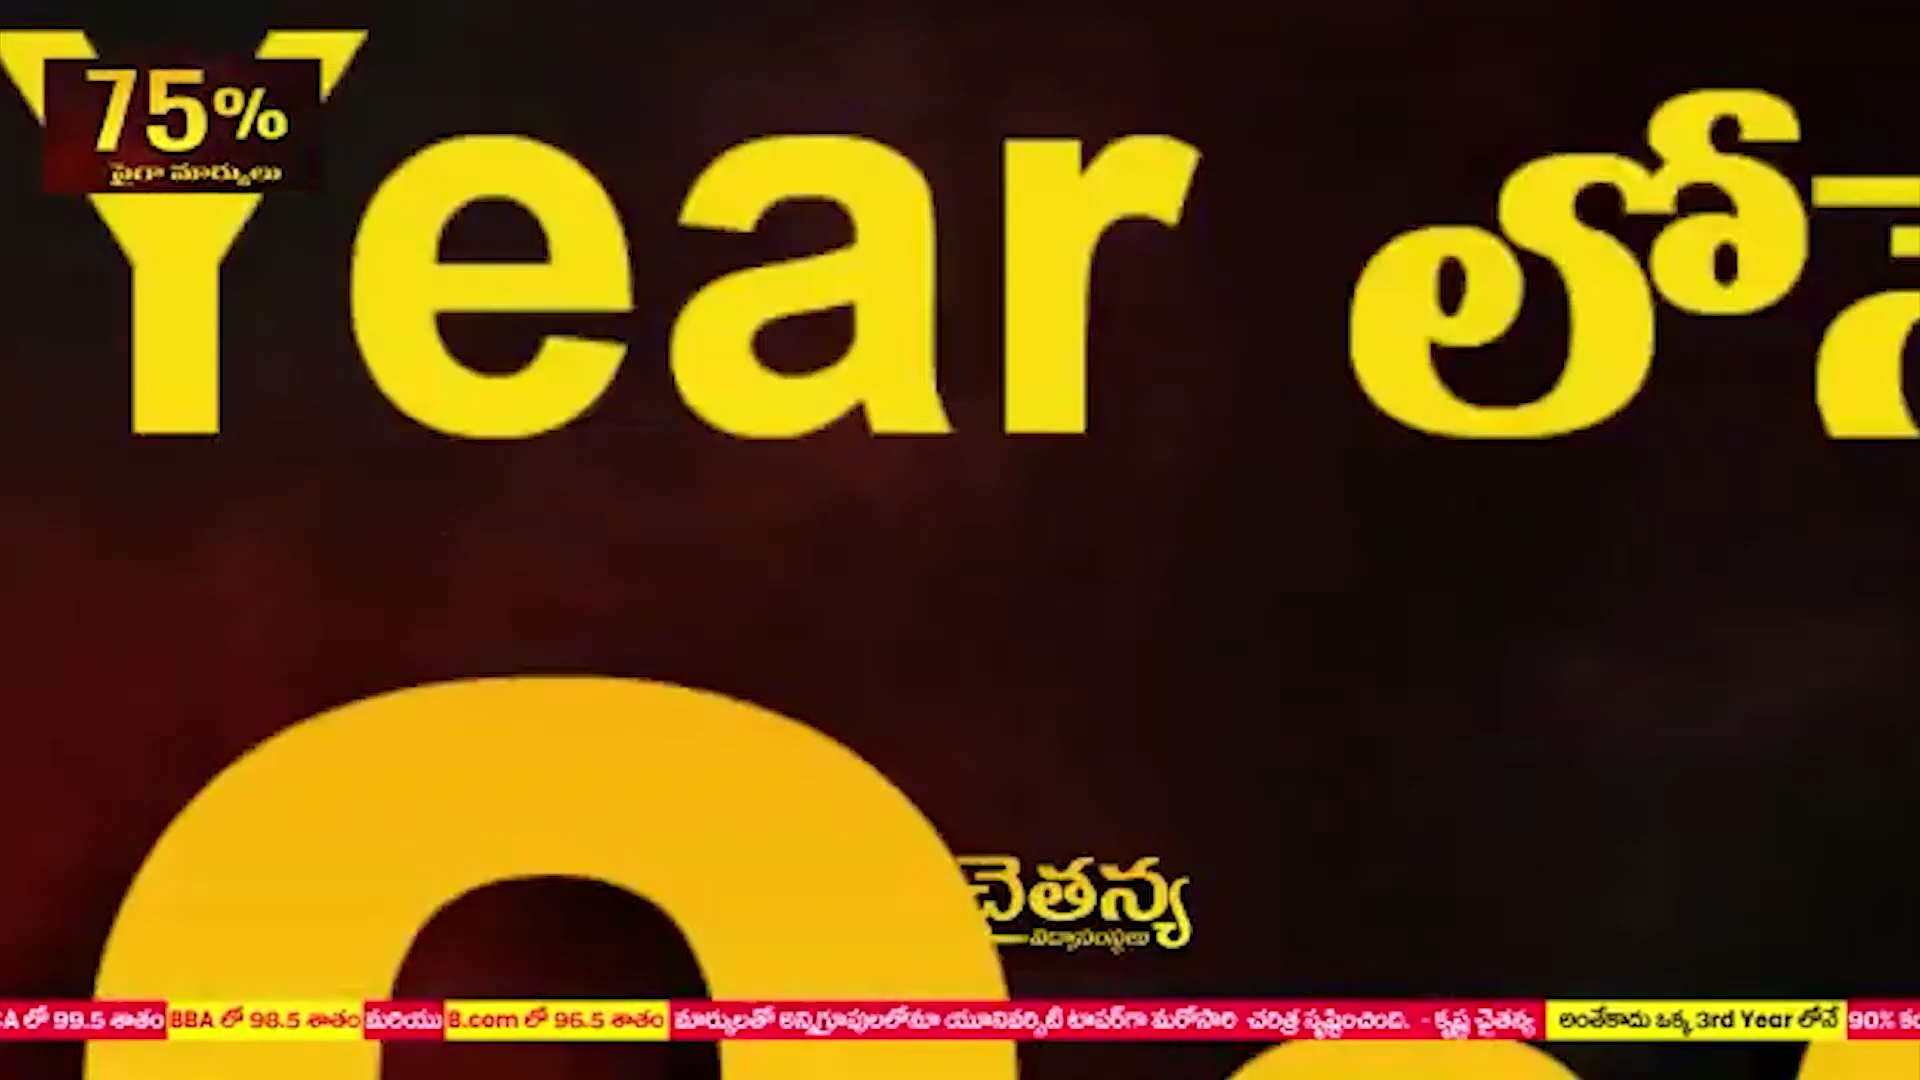 75%
పైగా మార్కులు
Year లోనే
చైతన్య
విద్యాసంస్థలు
లో 99.5 శాతం BBA లో 98.5 శాతం మరియు B.com లో 96.5 శాతం మార్కులతో అన్నిగ్రూపులలోనూ యూనివర్సిటీ టాపర్‌గా మరోసారి చరిత్ర సృష్టించింది. - కృష్ణ చైతన్య అంతేకాదు ఒక్క 3rd Year లోనే 90%